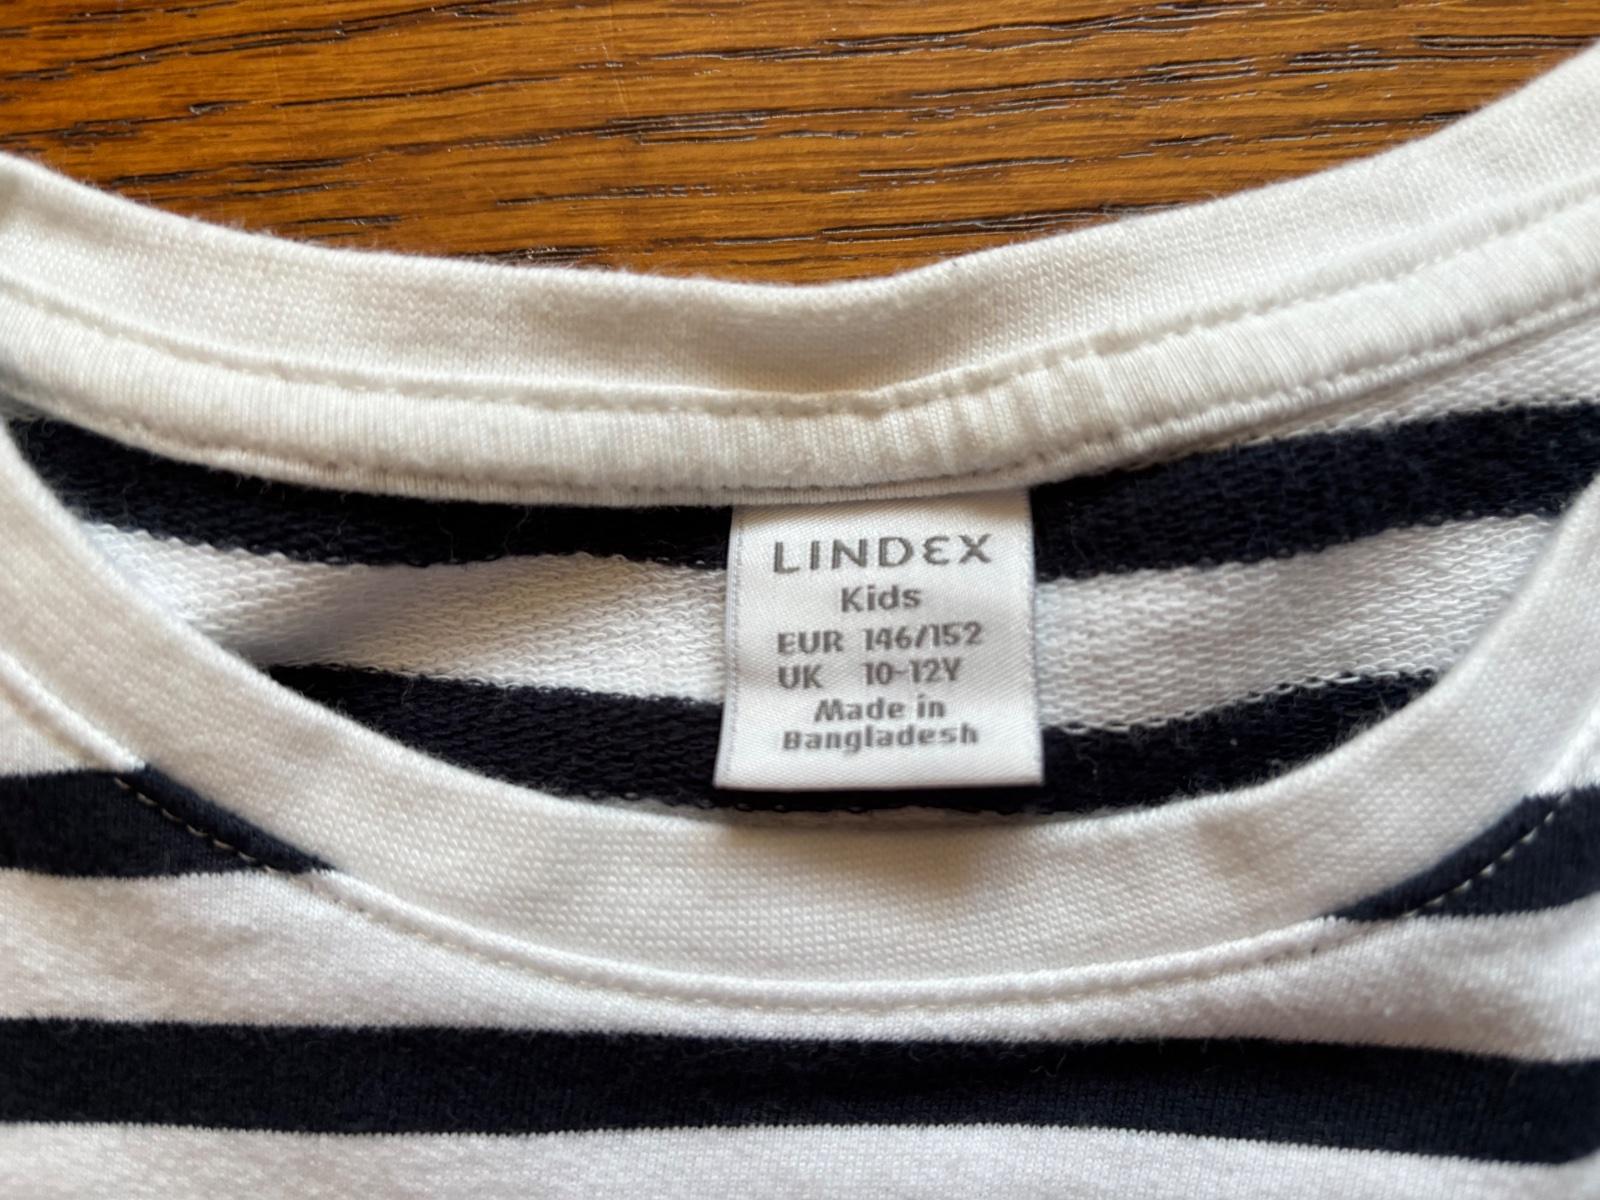 LINDEX
Kids
EUR 146/152
UK 10-12Y
Made in
Bangladesh